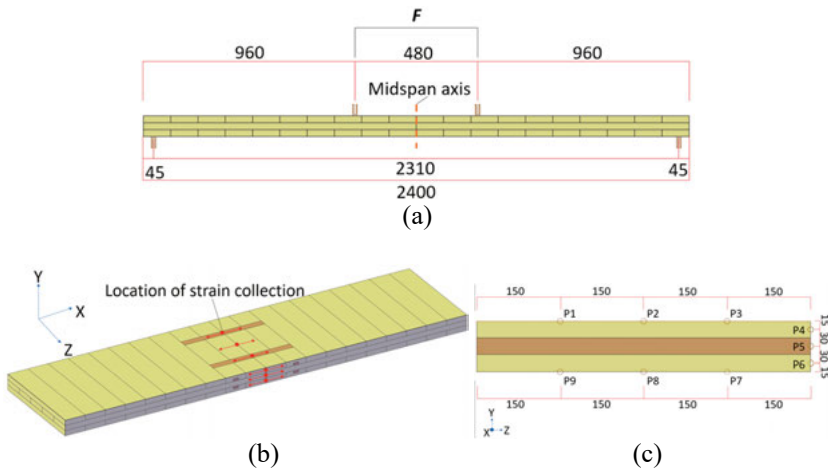 F
960 480 960
Midspan axis
45 2310 45
2400
(a)
Y
X
Z
Location of strain collection
(b)
150 150 150 150
P1 P2 P3
P4
P5
P6
15
30
30
15
P9 P8 P7
150 150 150 150
Y
X Z
(c)